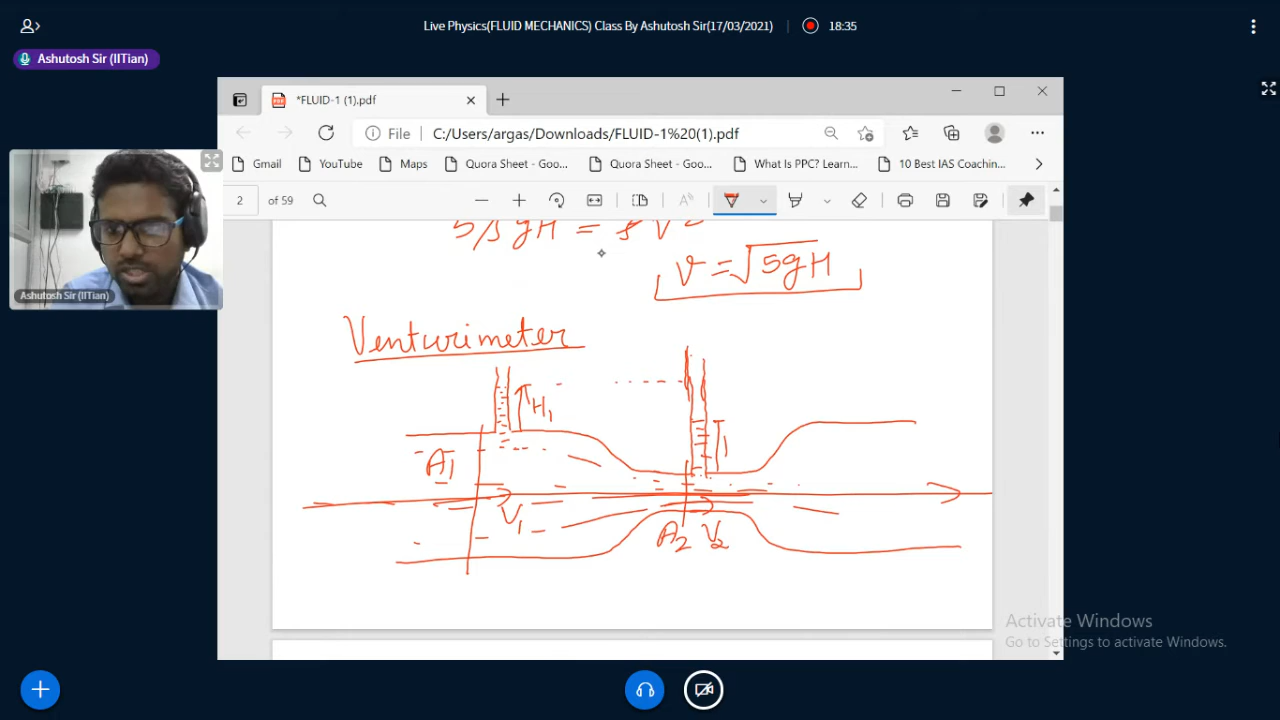 Live Physics(FLUID MECHANICS) Class By Ashutosh Sir(17/03/2021)
18:35
Ashutosh Sir (IITian)
Ashutosh Sir (IITian)
*FLUID-1 (1).pdf
File
C:/Users/argas/Downloads/FLUID-1%20(1).pdf
Gmail
YouTube
Maps
Quora Sheet - Goo...
Quora Sheet - Goo...
What Is PPC? Learn...
10 Best IAS Coachin...
2
of 59
gH =
V = √5gH
Venturimeter
H1
A1
V1
A2
V2
Activate Windows
Go to Settings to activate Windows.